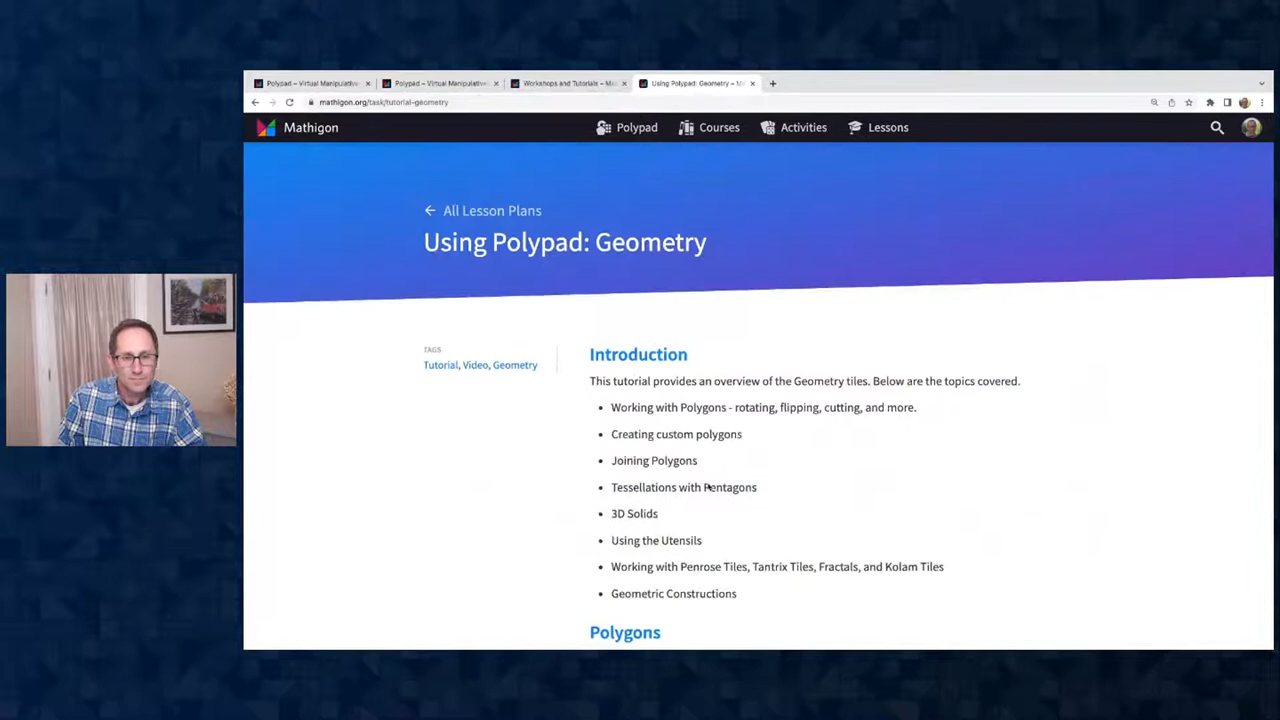 Polypad – Virtual Manipulative
Polypad – Virtual Manipulative
Workshops and Tutorials – Ma
Using Polypad: Geometry – M
mathigon.org/task/tutorial-geometry
Mathigon
Polypad
Courses
Activities
Lessons
← All Lesson Plans
Using Polypad: Geometry
TAGS
Tutorial, Video, Geometry
Introduction
This tutorial provides an overview of the Geometry tiles. Below are the topics covered.
• Working with Polygons - rotating, flipping, cutting, and more.
• Creating custom polygons
• Joining Polygons
• Tessellations with Pentagons
• 3D Solids
• Using the Utensils
• Working with Penrose Tiles, Tantrix Tiles, Fractals, and Kolam Tiles
• Geometric Constructions
Polygons